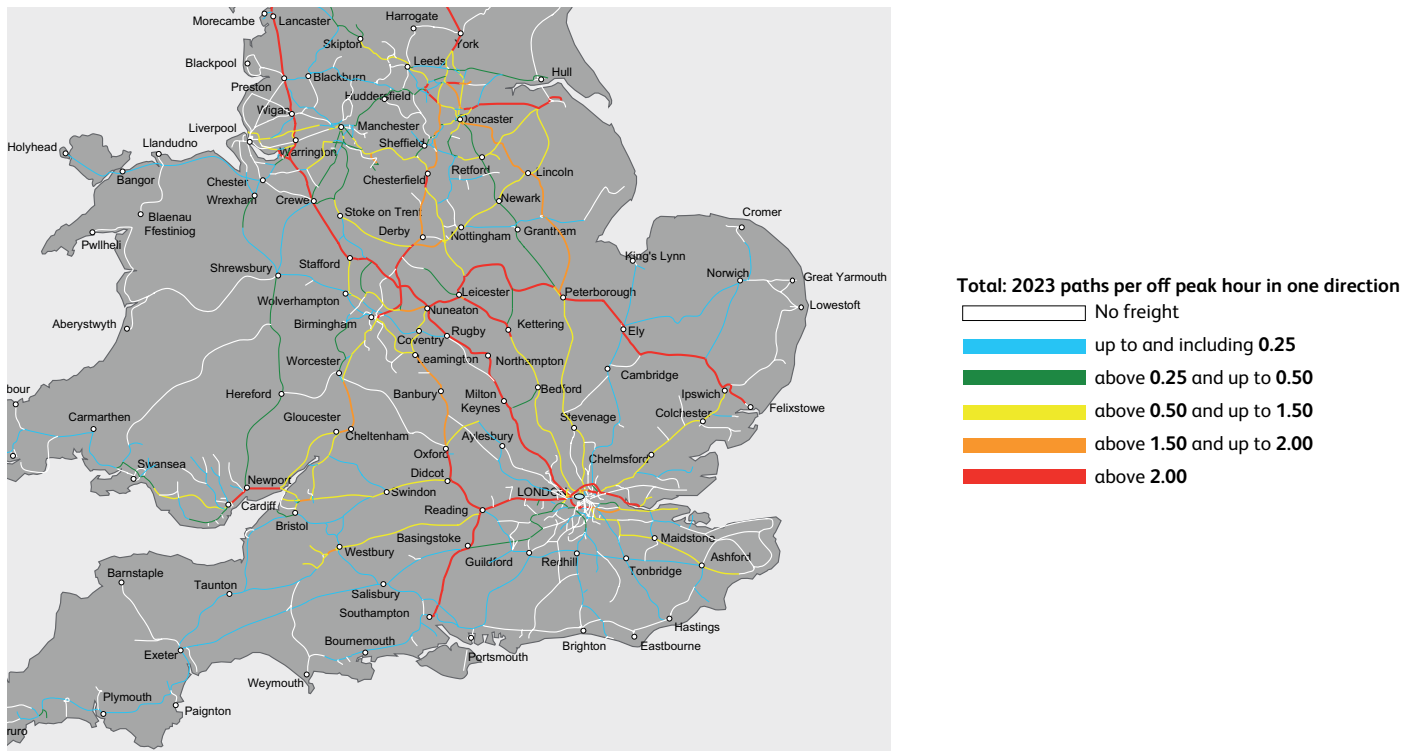 Morecambe
Lancaster
Harrogate
Skipton
York
Blackpool
Leeds
Hull
Blackburn
Preston
Huddersfield
Wigan
Liverpool
Manchester
Doncaster
Holyhead
Llandudno
Warrington
Sheffield
Bangor
Chester
Chesterfield
Retford
Lincoln
Wrexham
Crewe
Newark
Blaenau
Ffestiniog
Stoke on Trent
Cromer
Pwllheli
Derby
Nottingham
Grantham
Shrewsbury
Stafford
King's Lynn
Norwich
Great Yarmouth
Wolverhampton
Leicester
Peterborough
Lowestoft
Aberystwyth
Birmingham
Nuneaton
Rugby
Kettering
Ely
Coventry
Worcester
Leamington
Northampton
Cambridge
Hereford
Banbury
Milton
Keynes
Bedford
Ipswich
Felixstowe
bour
Carmarthen
Gloucester
Cheltenham
Aylesbury
Stevenage
Colchester
Oxford
Chelmsford
Swansea
Didcot
Newport
Swindon
LONDON
Cardiff
Bristol
Reading
Maidstone
Basingstoke
Westbury
Guildford
Redhill
Ashford
Tonbridge
Barnstaple
Taunton
Salisbury
Southampton
Hastings
Bournemouth
Brighton
Eastbourne
Exeter
Portsmouth
Weymouth
Plymouth
Paignton
ruro
Total: 2023 paths per off peak hour in one direction
No freight
up to and including 0.25
above 0.25 and up to 0.50
above 0.50 and up to 1.50
above 1.50 and up to 2.00
above 2.00